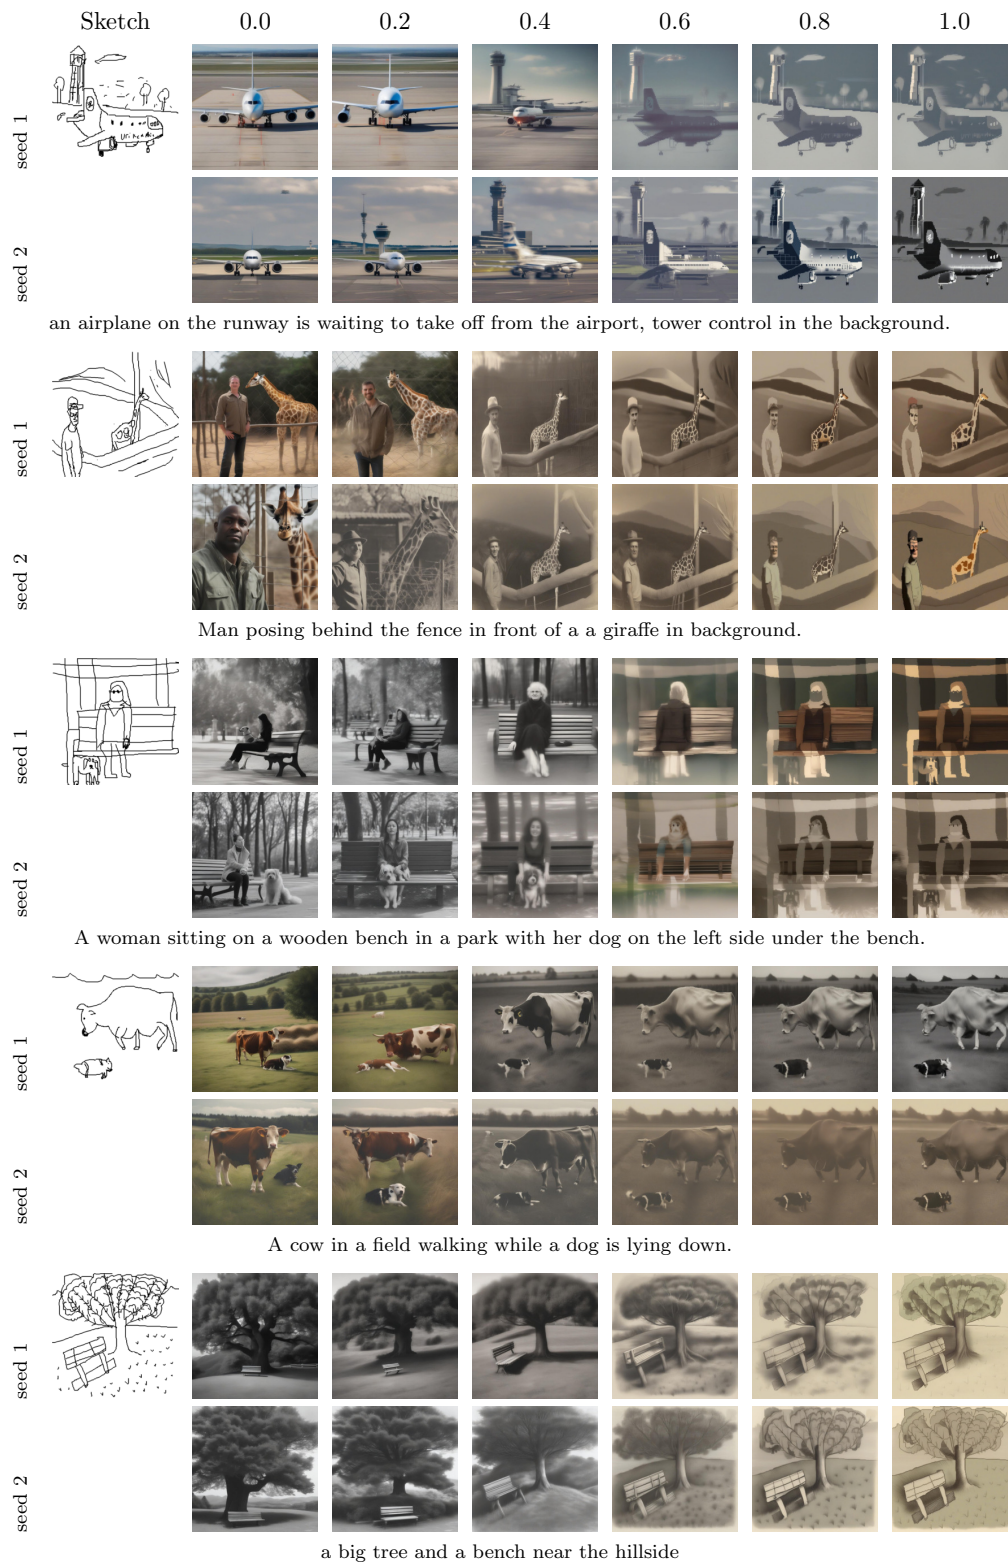 Sketch 0.0 0.2 0.4 0.6 0.8 1.0
seed 1
seed 2
an airplane on the runway is waiting to take off from the airport, tower control in the background.
seed 1
seed 2
Man posing behind the fence in front of a a giraffe in background.
seed 1
seed 2
A woman sitting on a wooden bench in a park with her dog on the left side under the bench.
seed 1
seed 2
A cow in a field walking while a dog is lying down.
seed 1
seed 2
a big tree and a bench near the hillside